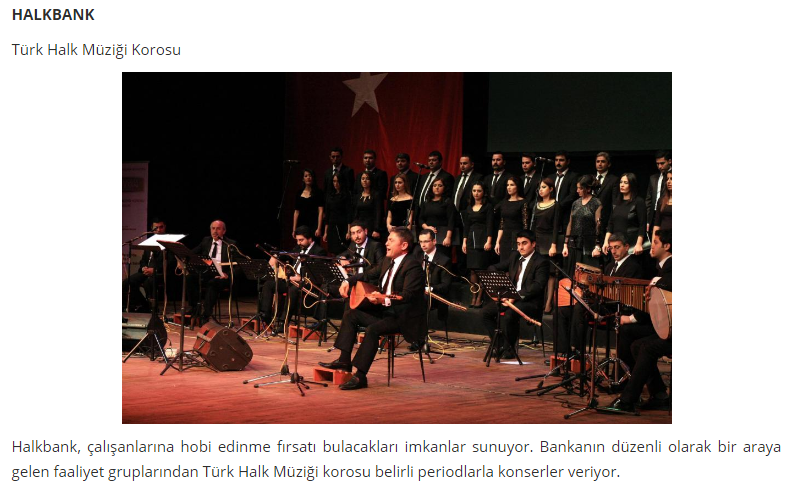 HALKBANK
Türk Halk Müziği Korosu
Halkbank, çalışanlarına hobi edinme fırsatı bulacakları imkanlar sunuyor. Bankanın düzenli olarak bir araya
gelen faaliyet gruplarından Türk Halk Müziği korosu belirli periodlarla konserler veriyor.